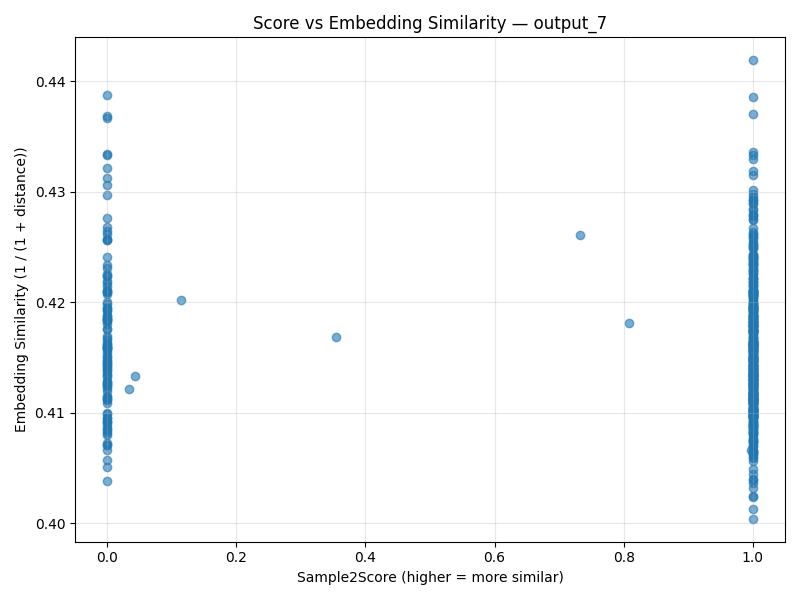 Score vs Embedding Similarity — output_7
Embedding Similarity (1 / (1 + distance))
0.44
0.43
0.42
0.41
0.40
0.0 0.2 0.4 0.6 0.8 1.0
Sample2Score (higher = more similar)